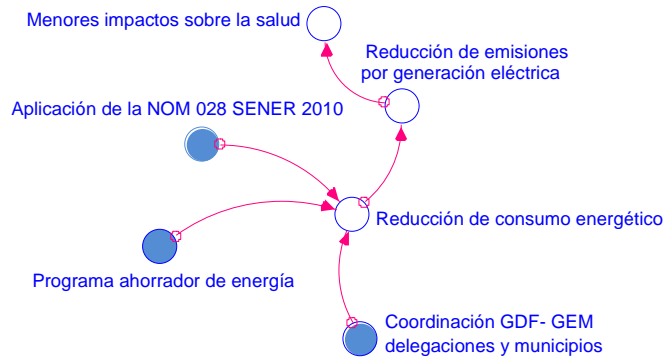 Menores impactos sobre la salud
Reducción de emisiones
por generación eléctrica
Aplicación de la NOM 028 SENER 2010
Reducción de consumo energético
Programa ahorrador de energía
Coordinación GDF- GEM
delegaciones y municipios